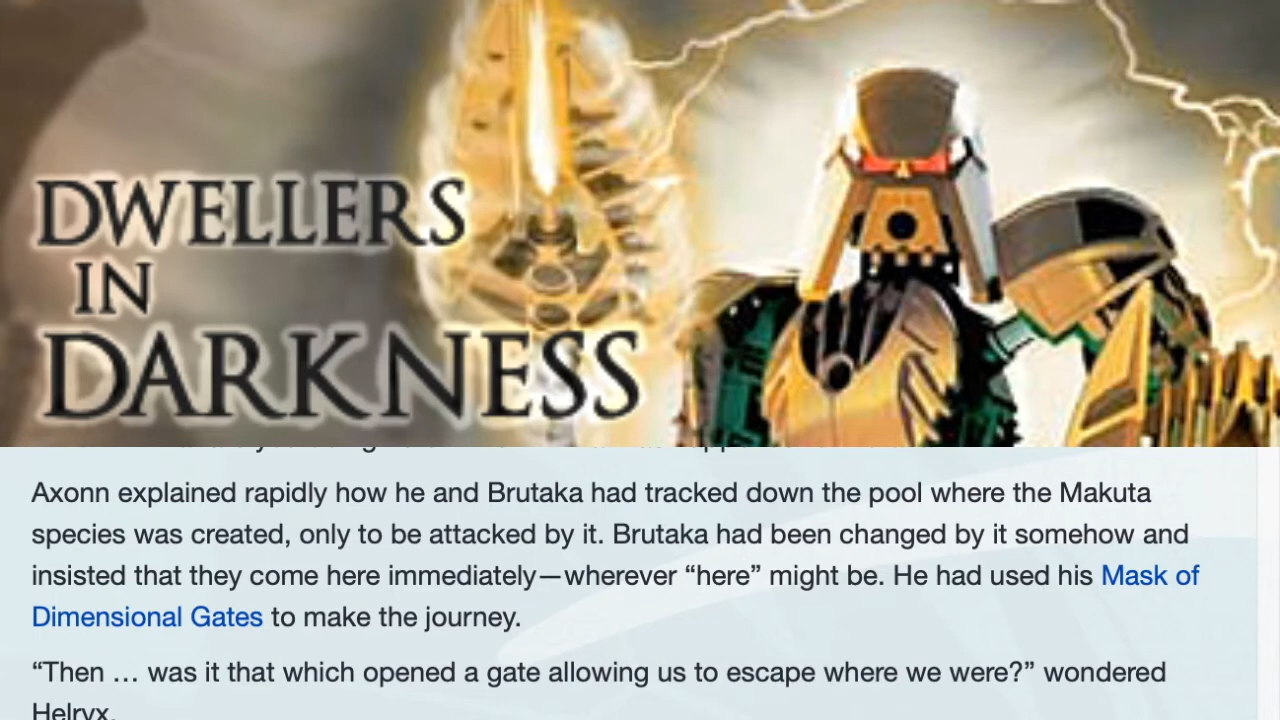 DWELLERS
IN
DARKNESS
Axonn explained rapidly how he and Brutaka had tracked down the pool where the Makuta
species was created, only to be attacked by it. Brutaka had been changed by it somehow and
insisted that they come here immediately—wherever “here” might be. He had used his Mask of
Dimensional Gates to make the journey.
“Then … was it that which opened a gate allowing us to escape where we were?” wondered
Helryx.